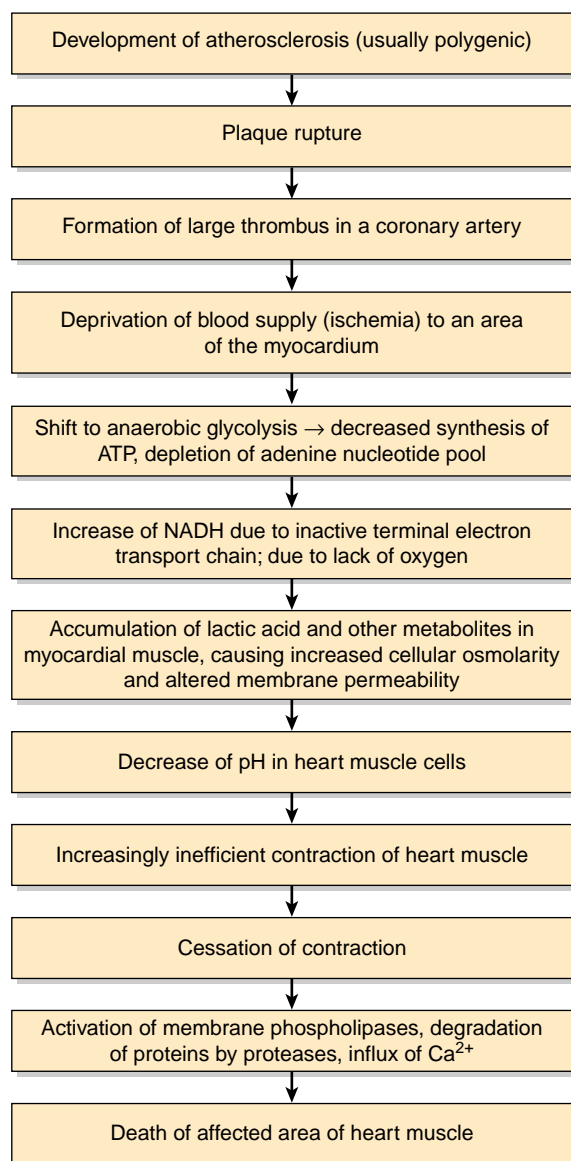 Development of atherosclerosis (usually polygenic)
Plaque rupture
Formation of large thrombus in a coronary artery
Deprivation of blood supply (ischemia) to an area
of the myocardium
Shift to anaerobic glycolysis → decreased synthesis of
ATP, depletion of adenine nucleotide pool
Increase of NADH due to inactive terminal electron
transport chain; due to lack of oxygen
Accumulation of lactic acid and other metabolites in
myocardial muscle, causing increased cellular osmolarity
and altered membrane permeability
Decrease of pH in heart muscle cells
Increasingly inefficient contraction of heart muscle
Cessation of contraction
Activation of membrane phospholipases, degradation
of proteins by proteases, influx of Ca²⁺
Death of affected area of heart muscle